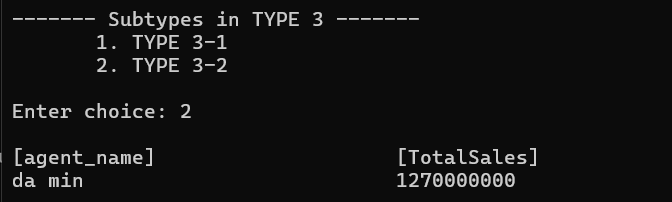 ------- Subtypes in TYPE 3 -------
1. TYPE 3-1
2. TYPE 3-2
Enter choice: 2
[agent_name] [TotalSales]
da min 1270000000